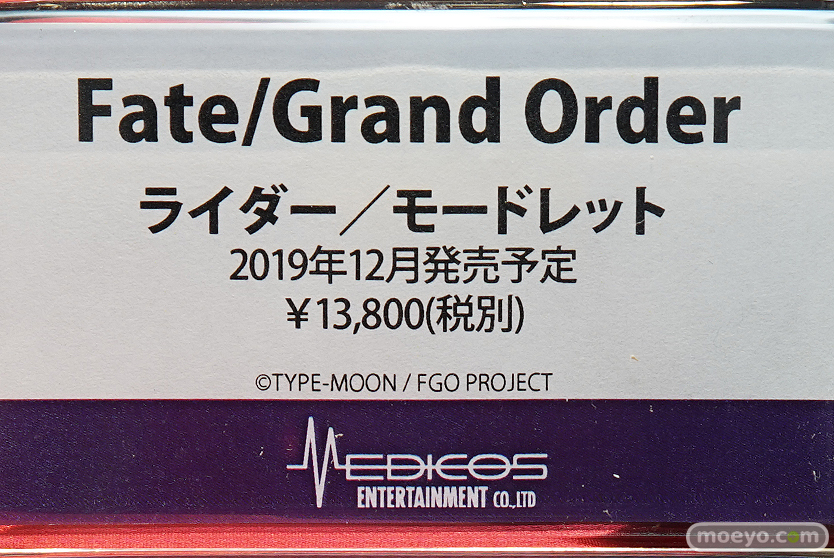 Fate/Grand Order
ライダー／モードレット
2019年12月発売予定
￥13,800(税別)
©TYPE-MOON / FGO PROJECT
MEDICOS
ENTERTAINMENT CO.,LTD
moeyo.com